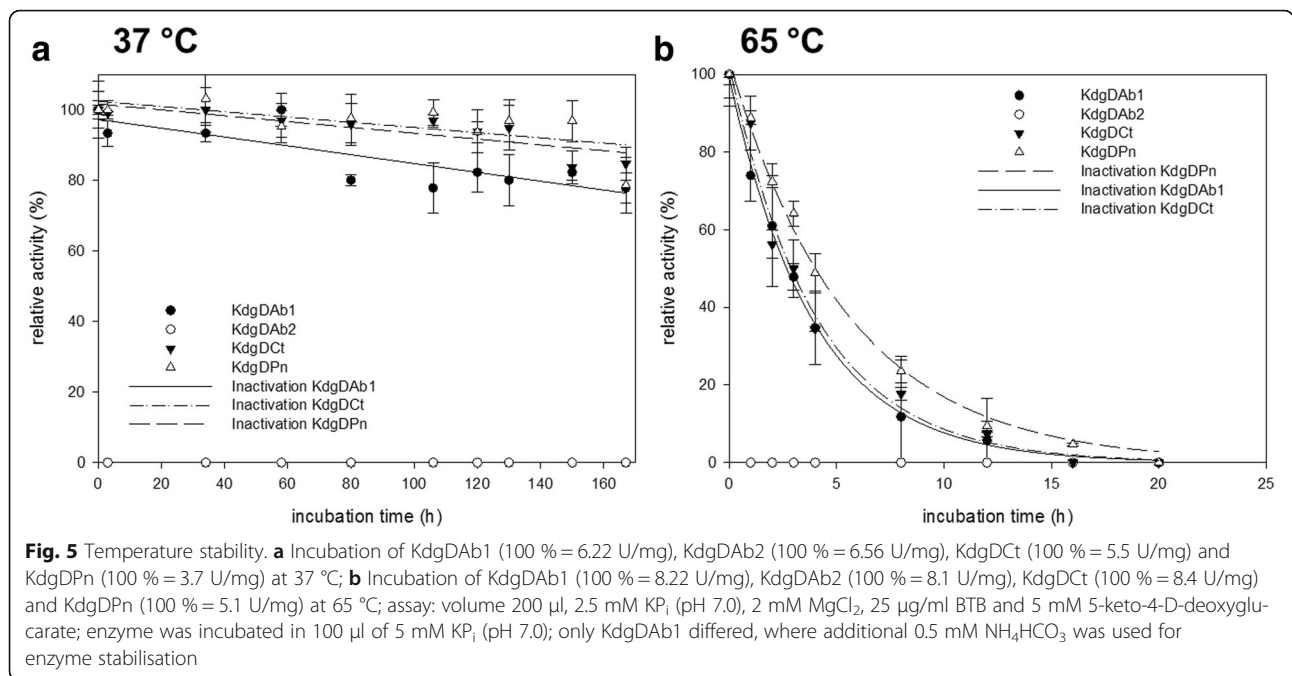 a 37 °C
relative activity (%)
100
80
60
40
20
0
KdgDAb1
KdgDAb2
KdgDCt
KdgDPn
Inactivation KdgDAb1
Inactivation KdgDCt
Inactivation KdgDPn
0 20 40 60 80 100 120 140 160
incubation time (h)
b 65 °C
relative activity (%)
100
80
60
40
20
0
KdgDAb1
KdgDAb2
KdgDCt
KdgDPn
Inactivation KdgDPn
Inactivation KdgDAb1
Inactivation KdgDCt
0 5 10 15 20 25
incubation time (h)
Fig. 5 Temperature stability. a Incubation of KdgDAb1 (100 % = 6.22 U/mg), KdgDAb2 (100 % = 6.56 U/mg), KdgDCt (100 % = 5.5 U/mg) and
KdgDPn (100 % = 3.7 U/mg) at 37 °C; b Incubation of KdgDAb1 (100 % = 8.22 U/mg), KdgDAb2 (100 % = 8.1 U/mg), KdgDCt (100 % = 8.4 U/mg)
and KdgDPn (100 % = 5.1 U/mg) at 65 °C; assay: volume 200 μl, 2.5 mM KPi (pH 7.0), 2 mM MgCl2, 25 μg/ml BTB and 5 mM 5-keto-4-D-deoxyglu-
carate; enzyme was incubated in 100 μl of 5 mM KPi (pH 7.0); only KdgDAb1 differed, where additional 0.5 mM NH4HCO3 was used for
enzyme stabilisation